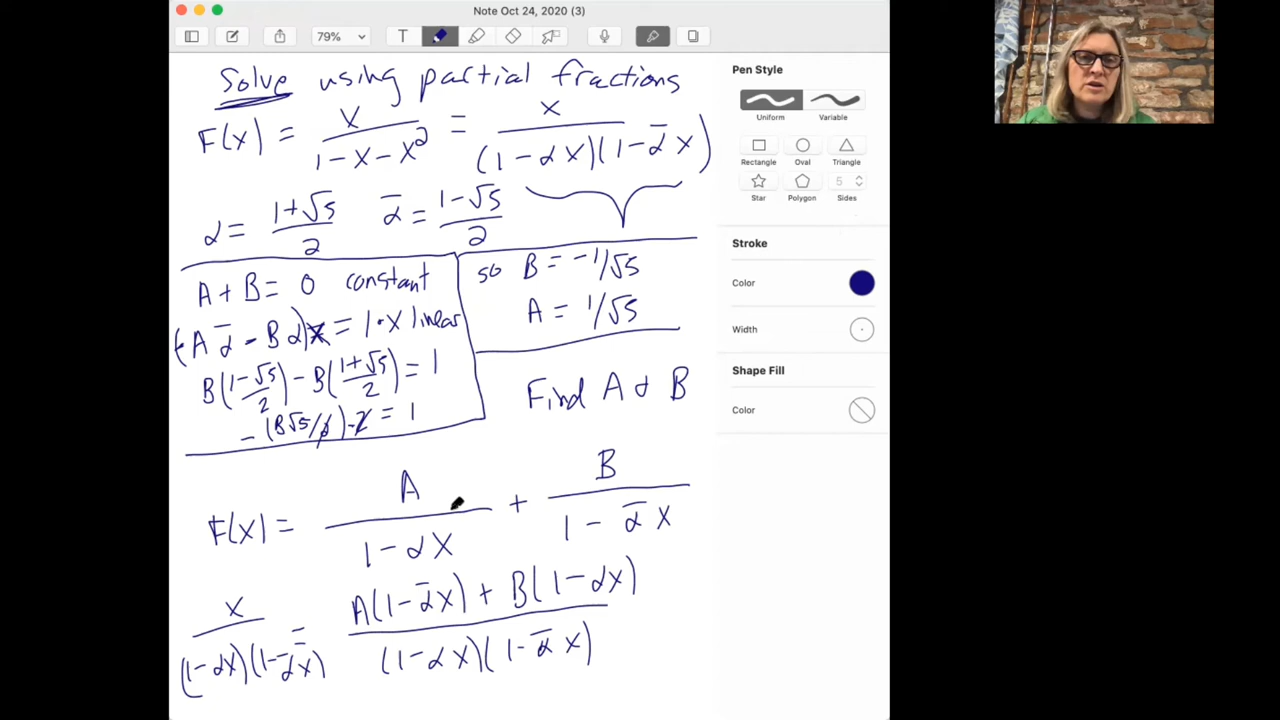 Note Oct 24, 2020 (3)
79%
T
Solve using partial fractions
F(x) = x / (1 - x - x²) = x / ((1 - αx)(1 - ᾱx))
α = (1+√5)/2 ᾱ = (1-√5)/2
A + B = 0 constant
(-Aᾱ - Bα)x = 1·x linear
B((1-√5)/2) - B((1+√5)/2) = 1
-(B√5/2)·2 = 1
so B = -1/√5
A = 1/√5
Find A & B
F(x) = A / (1 - αx) + B / (1 - ᾱx)
x / ((1-αx)(1-ᾱx)) = (A(1-ᾱx) + B(1-αx)) / ((1-αx)(1-ᾱx))
Pen Style
Uniform Variable
Rectangle Oval Triangle
5
Star Polygon Sides
Stroke
Color
Width
Shape Fill
Color